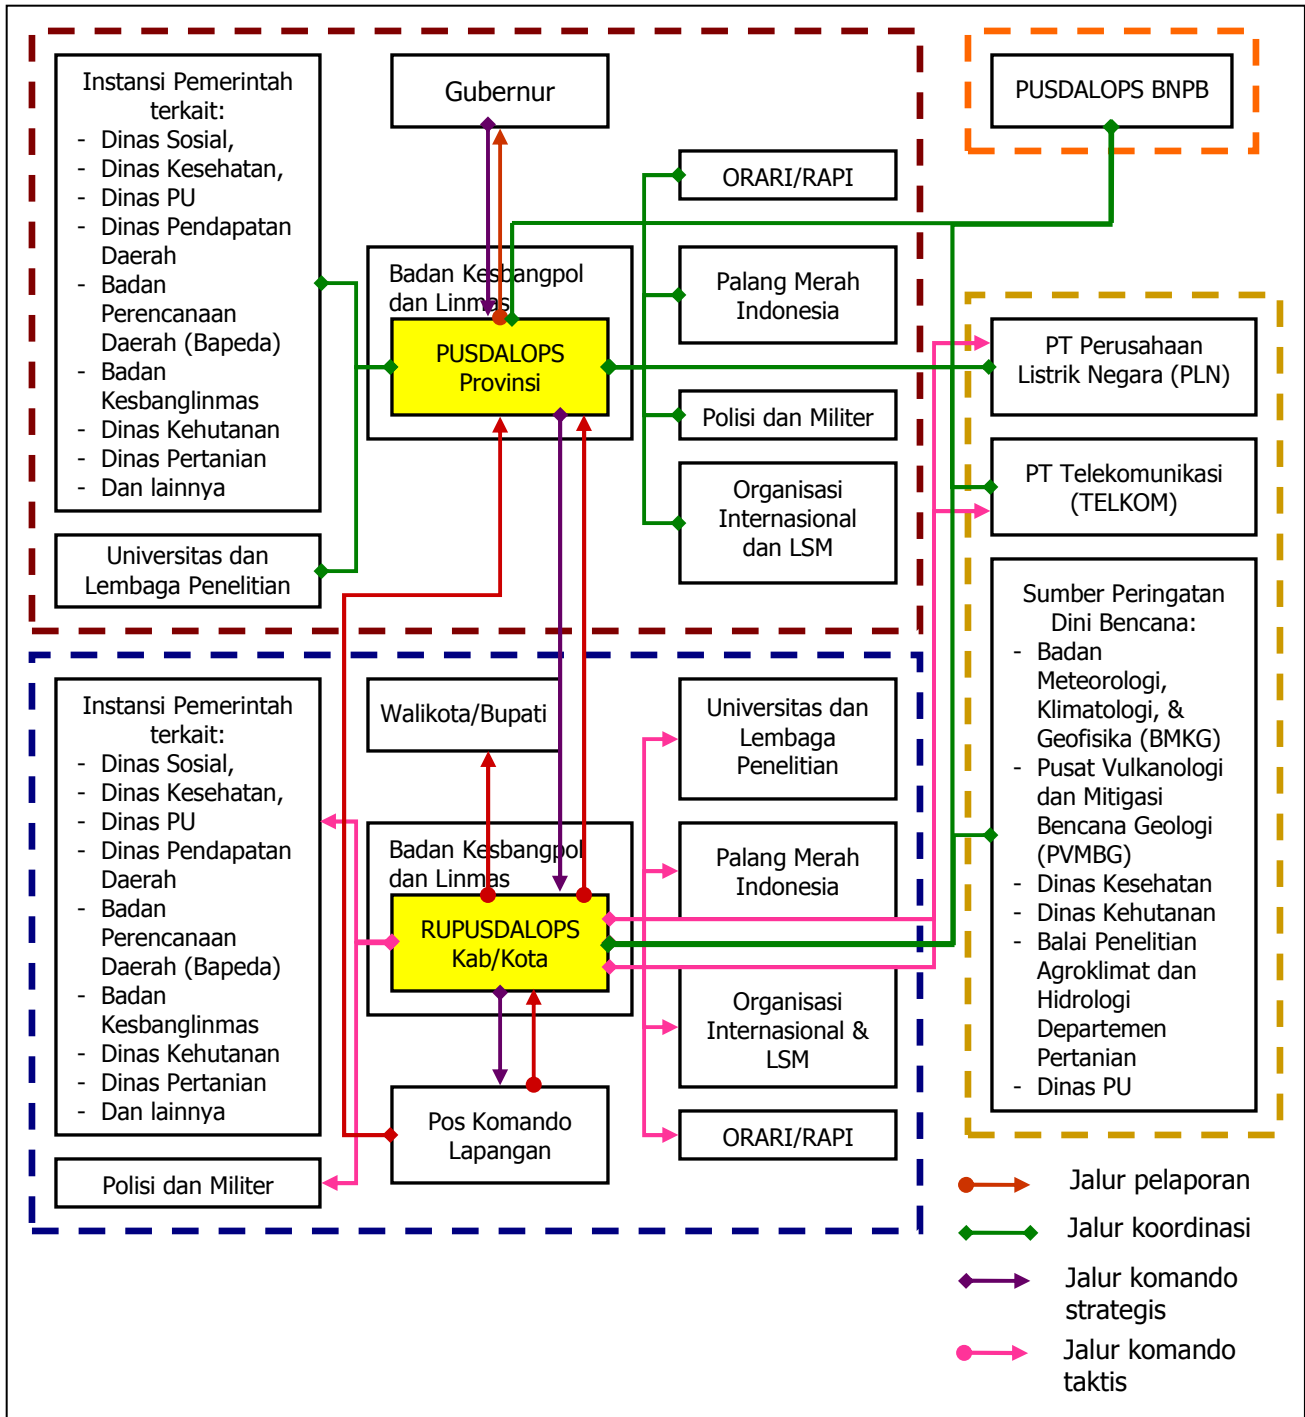 Instansi Pemerintah
terkait:
- Dinas Sosial,
- Dinas Kesehatan,
- Dinas PU
- Dinas Pendapatan
Daerah
- Badan
Perencanaan
Daerah (Bapeda)
- Badan
Kesbanglinmas
- Dinas Kehutanan
- Dinas Pertanian
- Dan lainnya
Universitas dan
Lembaga Penelitian
Gubernur
Badan Kesbangpol
dan Linmas
PUSDALOPS
Provinsi
ORARI/RAPI
Palang Merah
Indonesia
Polisi dan Militer
Organisasi
Internasional
dan LSM
PUSDALOPS BNPB
PT Perusahaan
Listrik Negara (PLN)
PT Telekomunikasi
(TELKOM)
Sumber Peringatan
Dini Bencana:
- Badan
Meteorologi,
Klimatologi, &
Geofisika (BMKG)
- Pusat Vulkanologi
dan Mitigasi
Bencana Geologi
(PVMBG)
- Dinas Kesehatan
- Dinas Kehutanan
- Balai Penelitian
Agroklimat dan
Hidrologi
Departemen
Pertanian
- Dinas PU
Instansi Pemerintah
terkait:
- Dinas Sosial,
- Dinas Kesehatan,
- Dinas PU
- Dinas Pendapatan
Daerah
- Badan
Perencanaan
Daerah (Bapeda)
- Badan
Kesbanglinmas
- Dinas Kehutanan
- Dinas Pertanian
- Dan lainnya
Polisi dan Militer
Walikota/Bupati
Badan Kesbangpol
dan Linmas
RUPUSDALOPS
Kab/Kota
Pos Komando
Lapangan
Universitas dan
Lembaga
Penelitian
Palang Merah
Indonesia
Organisasi
Internasional &
LSM
ORARI/RAPI
Jalur pelaporan
Jalur koordinasi
Jalur komando
strategis
Jalur komando
taktis